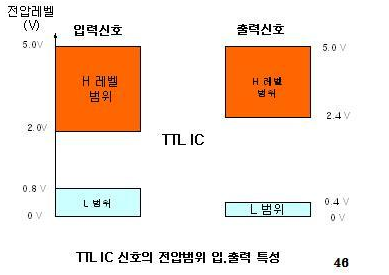 전압레벨
(V)
입력신호
출력신호
5.0 V
5.0 V
H 레벨
범위
H 레벨
범위
2.4 V
2.0V
TTL IC
0.8 V
L 범위
0.4 V
L 범위
0 V
0 V
TTL IC 신호의 전압범위 입.출력 특성
46